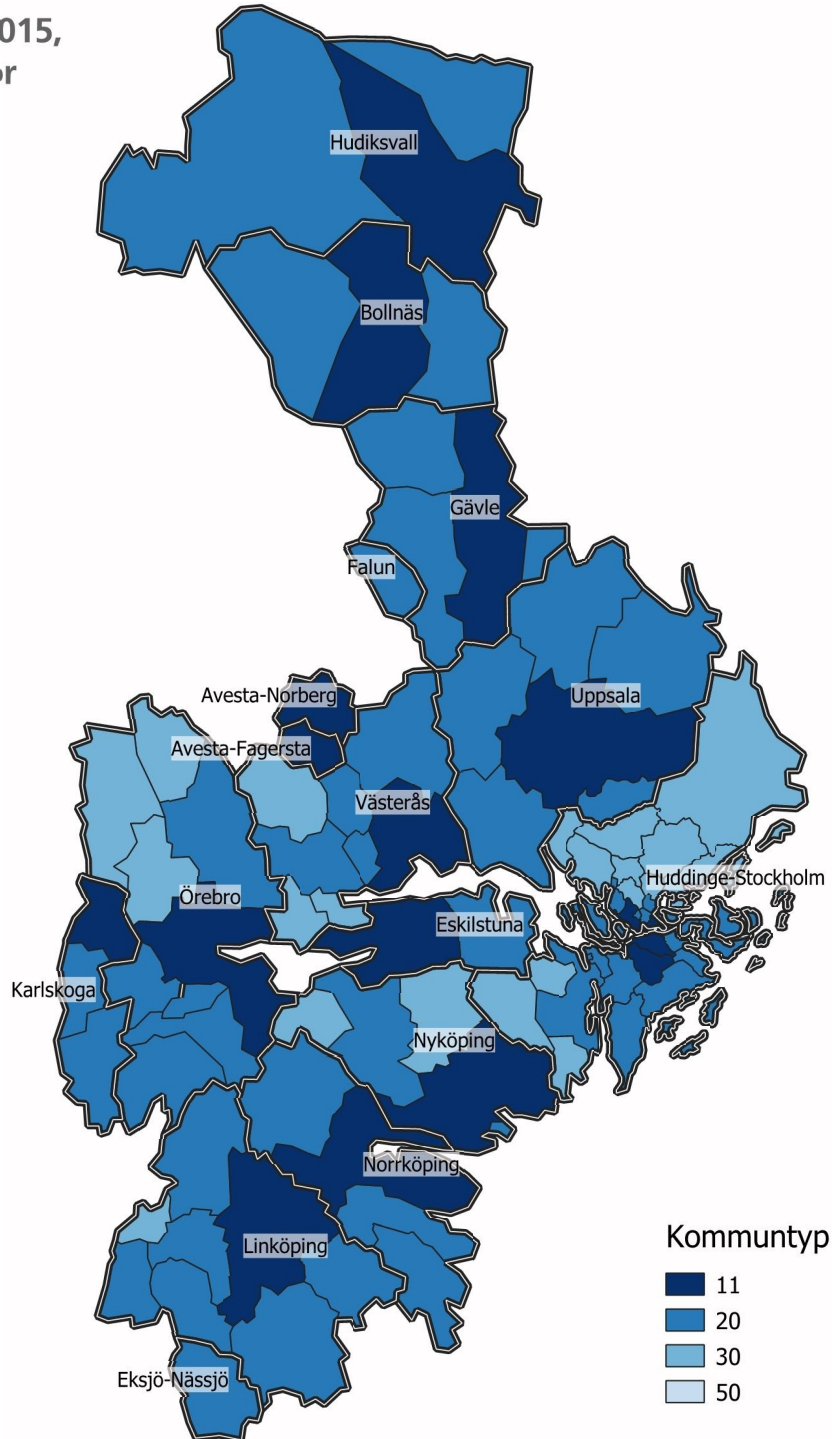 015,
or
Hudiksvall
Bollnäs
Gävle
Falun
Avesta-Norberg
Uppsala
Avesta-Fagersta
Västerås
Huddinge-Stockholm
Örebro
Eskilstuna
Karlskoga
Nyköping
Norrköping
Linköping
Eksjö-Nässjö
Kommuntyp
11
20
30
50